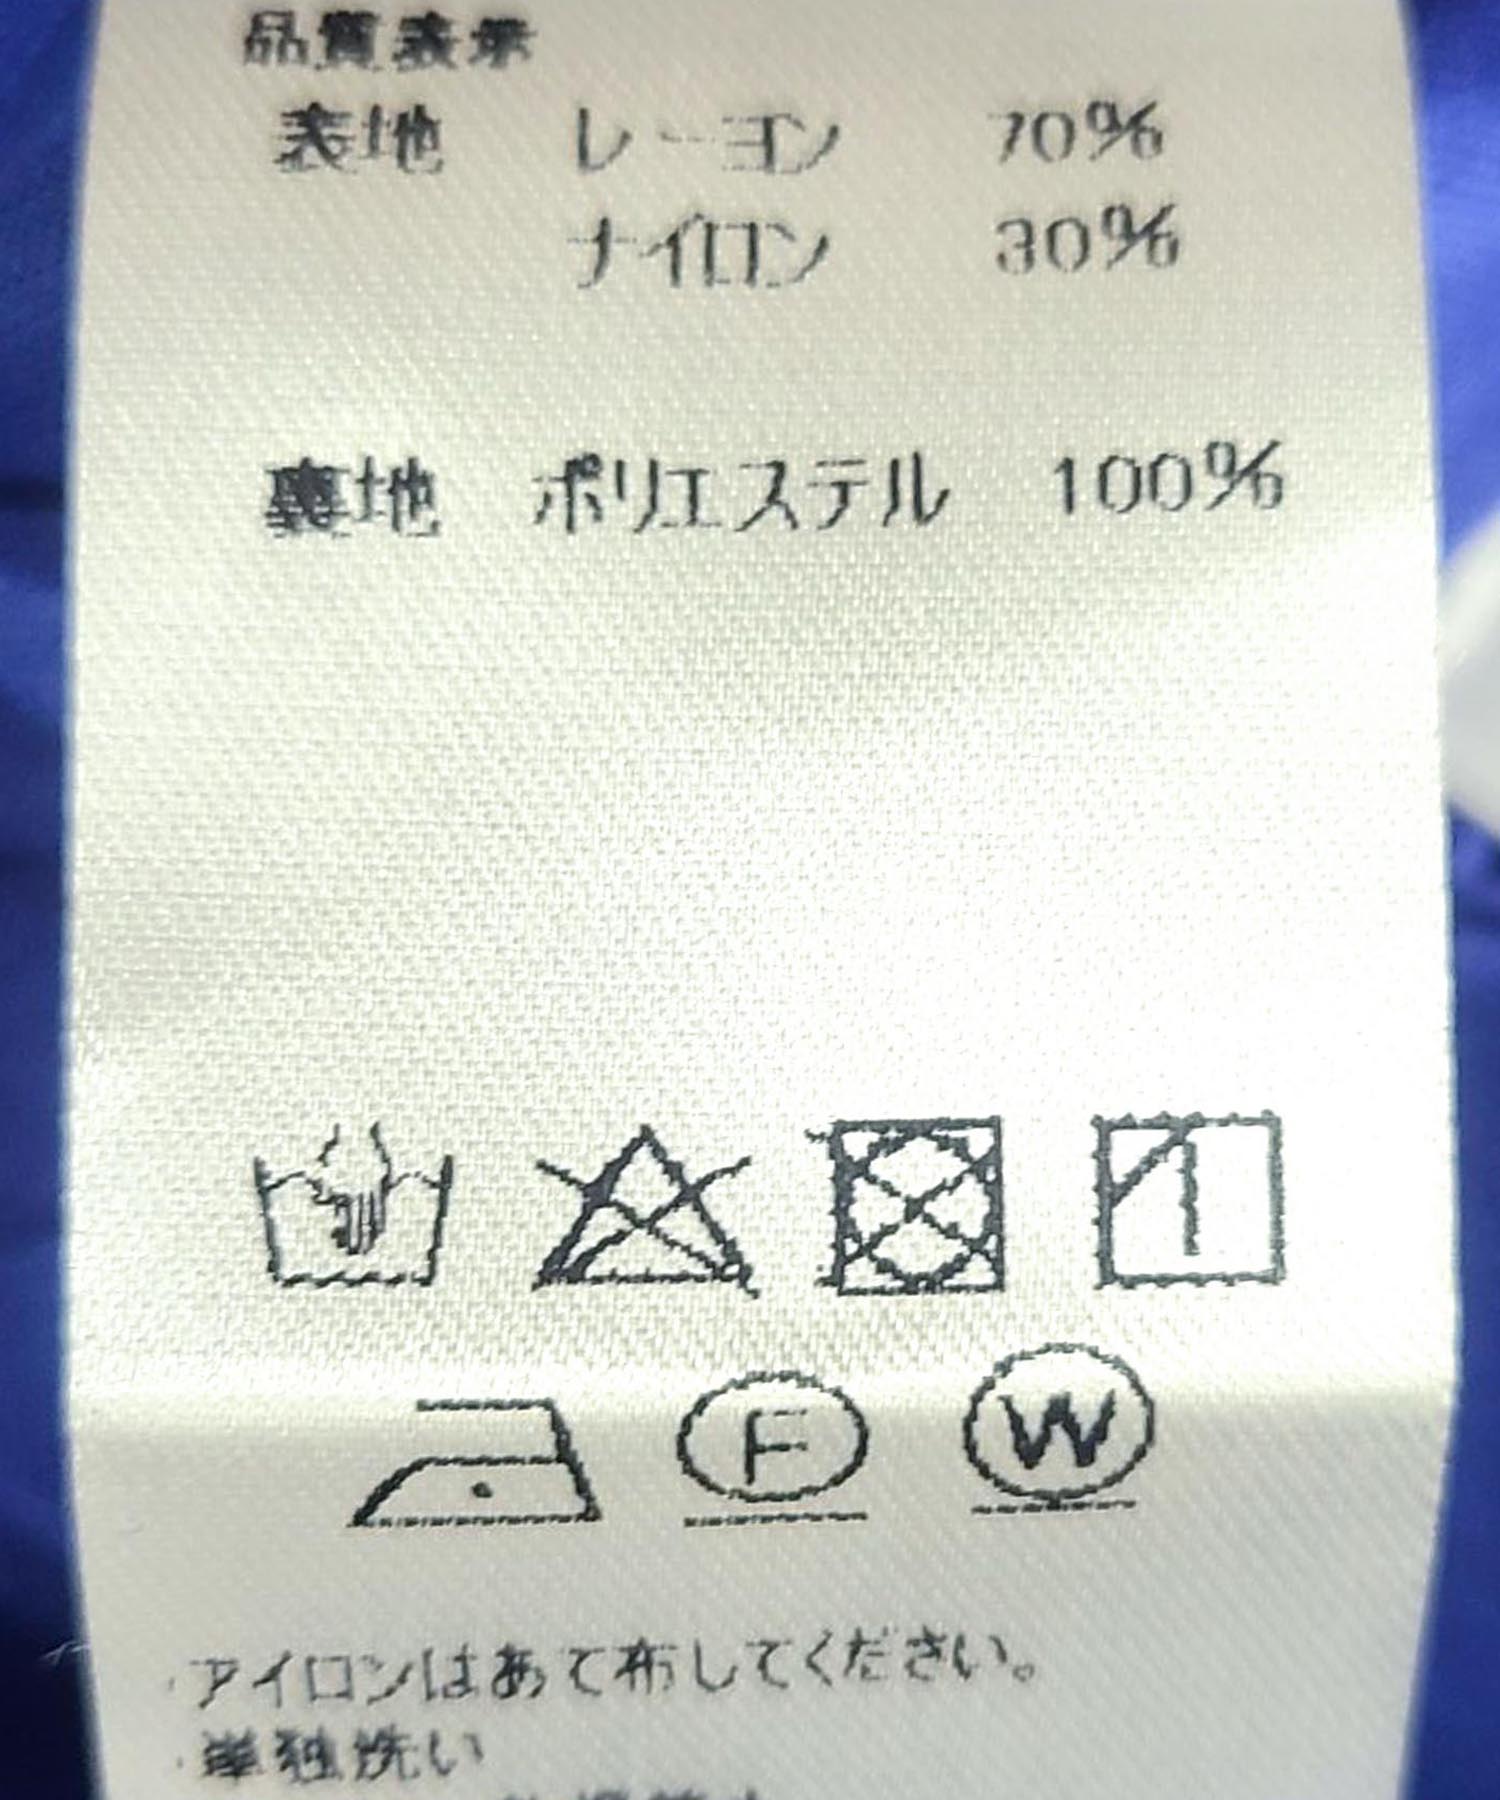 品質表示
表地 レーヨン 70%
ナイロン 30%
裏地 ポリエステル 100%
F W
・アイロンはあて布してください。
・単独洗い